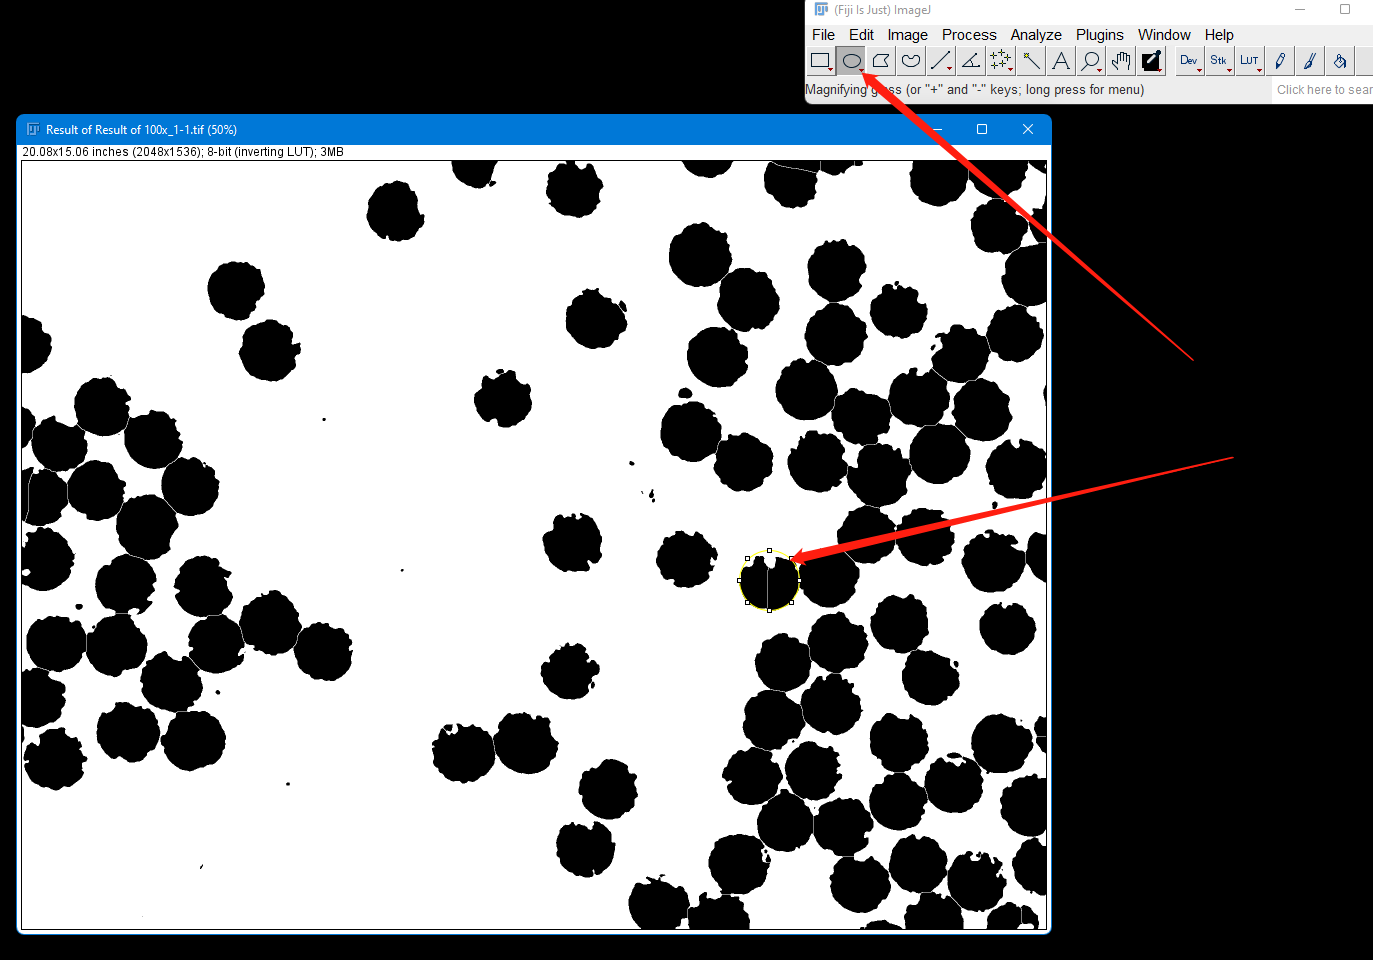 (Fiji Is Just) ImageJ
File Edit Image Process Analyze Plugins Window Help
Dev Stk LUT
Magnifying glass (or "+" and "-" keys; long press for menu)
Click here to sear
Result of Result of 100x_1-1.tif (50%)
20.08x15.06 inches (2048x1536); 8-bit (inverting LUT); 3MB